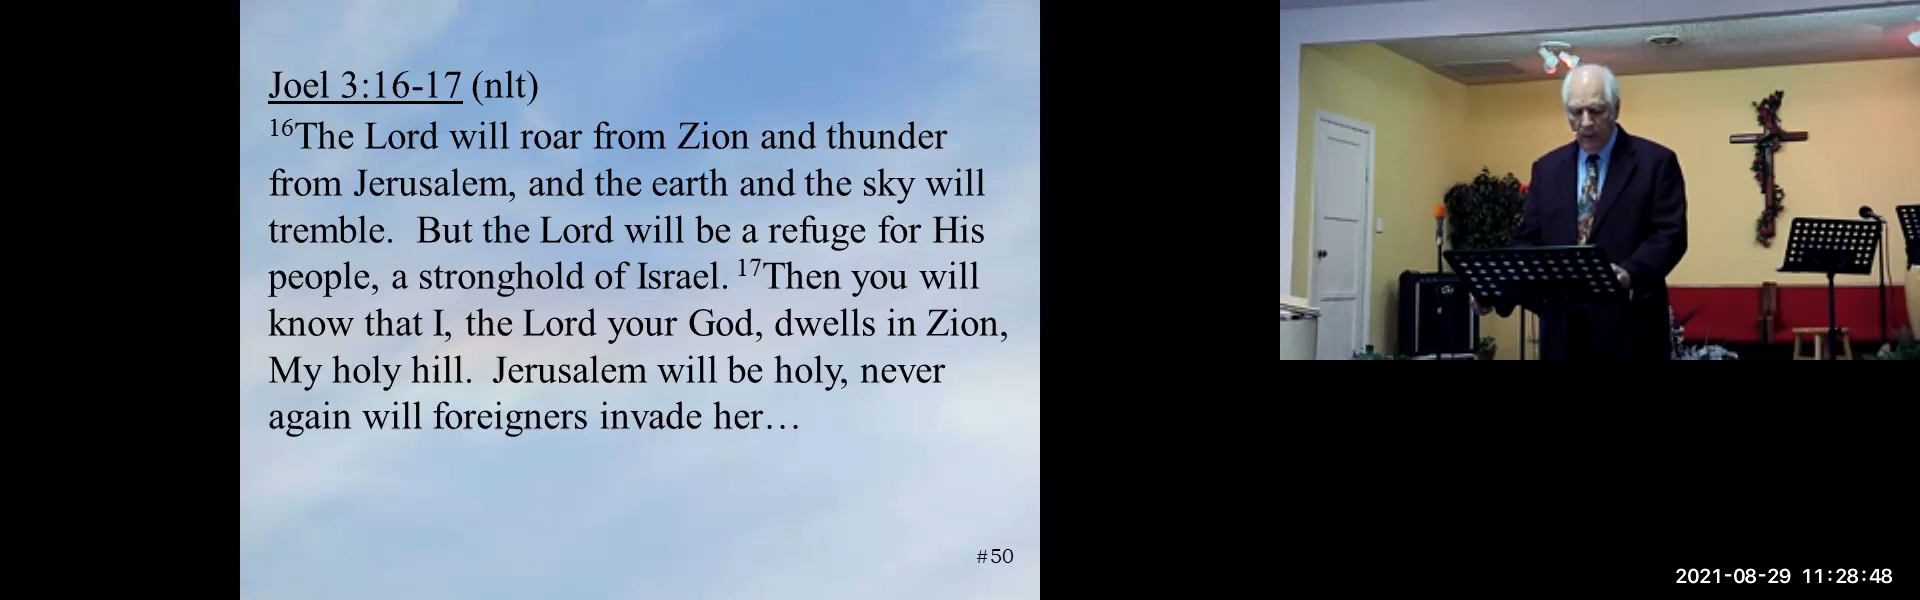 Joel 3:16-17 (nlt)
16The Lord will roar from Zion and thunder
from Jerusalem, and the earth and the sky will
tremble.  But the Lord will be a refuge for His
people, a stronghold of Israel. 17Then you will
know that I, the Lord your God, dwells in Zion,
My holy hill.  Jerusalem will be holy, never
again will foreigners invade her…
#50
2021-08-29 11:28:48